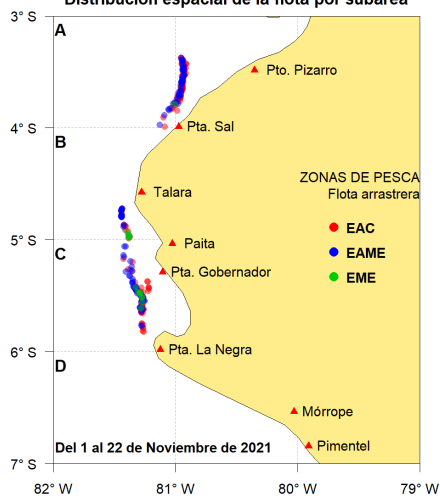 Distribución espacial de la flota por subárea
3° S
A
Pto. Pizarro
4° S
Pta. Sal
B
ZONAS DE PESCA
Flota arrastrera
Talara
EAC
5° S
Paita
C
EAME
Pta. Gobernador
EME
6° S
Pta. La Negra
D
Mórrope
Del 1 al 22 de Noviembre de 2021
Pimentel
7° S
82° W
81° W
80° W
79° W